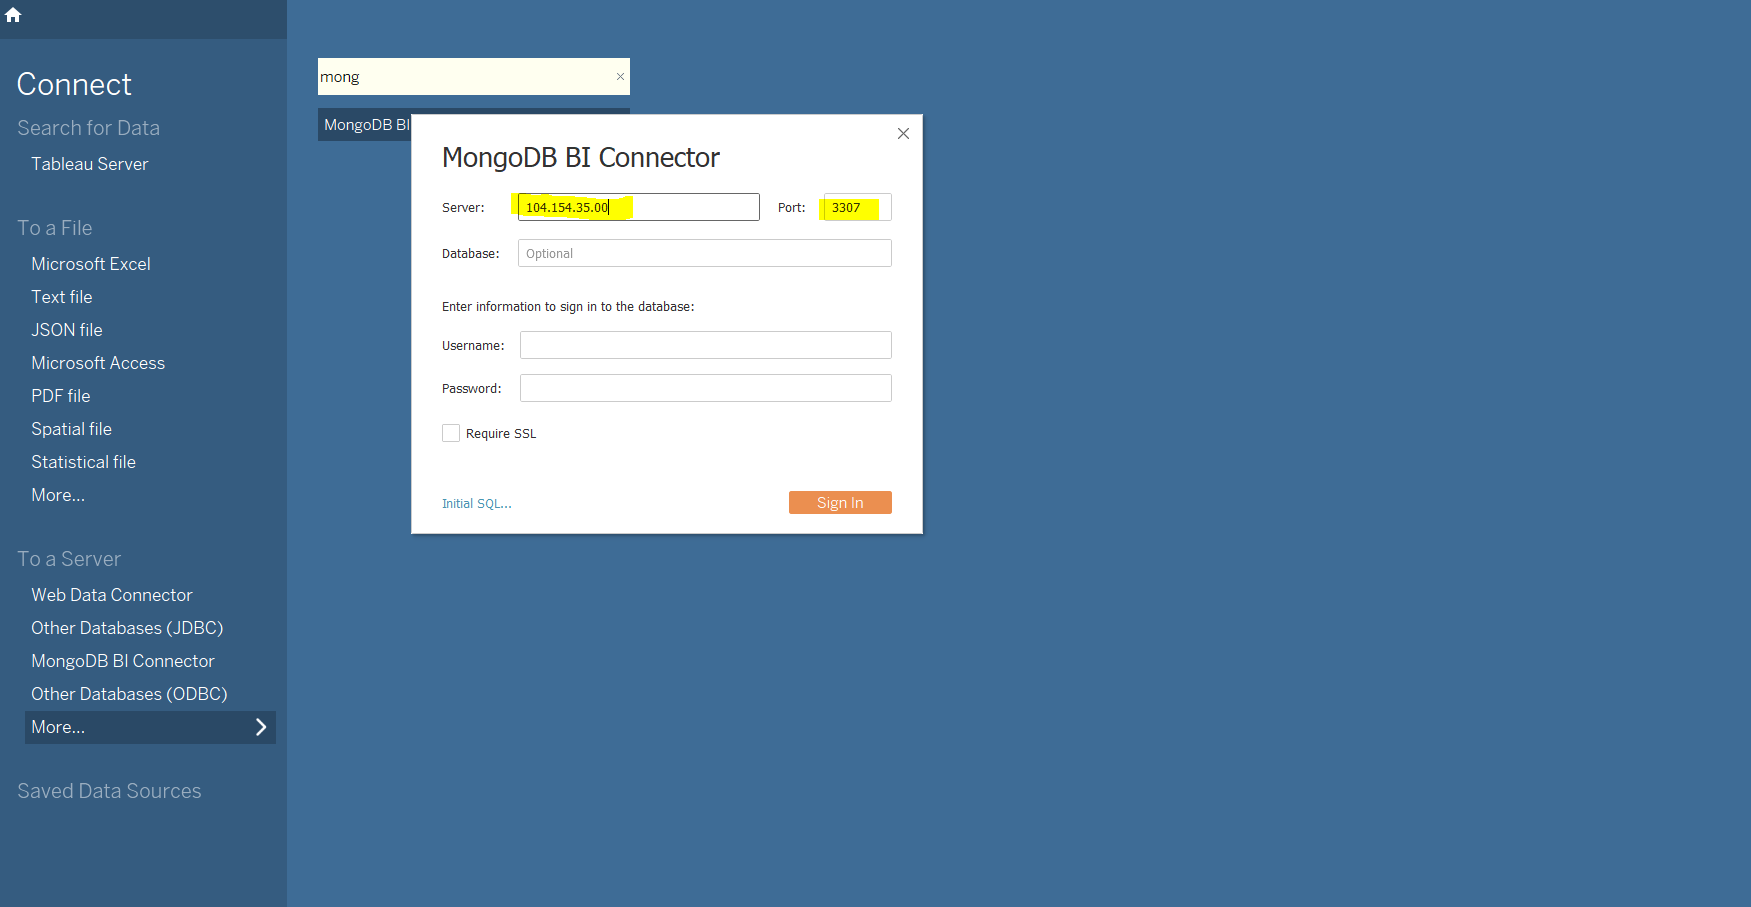 Connect
Search for Data
Tableau Server
To a File
Microsoft Excel
Text file
JSON file
Microsoft Access
PDF file
Spatial file
Statistical file
More...
To a Server
Web Data Connector
Other Databases (JDBC)
MongoDB BI Connector
Other Databases (ODBC)
More...
Saved Data Sources
mong
MongoDB BI
MongoDB BI Connector
Server: 104.154.35.00 Port: 3307
Database: Optional
Enter information to sign in to the database:
Username:
Password:
Require SSL
Initial SQL... Sign In